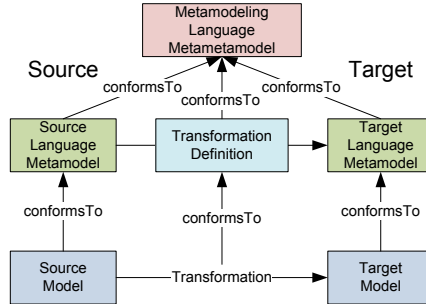 Metamodeling
Language
Metametamodel
Source
Target
conformsTo
conformsTo
conformsTo
Source
Language
Metamodel
Transformation
Definition
Target
Language
Metamodel
conformsTo
conformsTo
conformsTo
Source
Model
Transformation
Target
Model